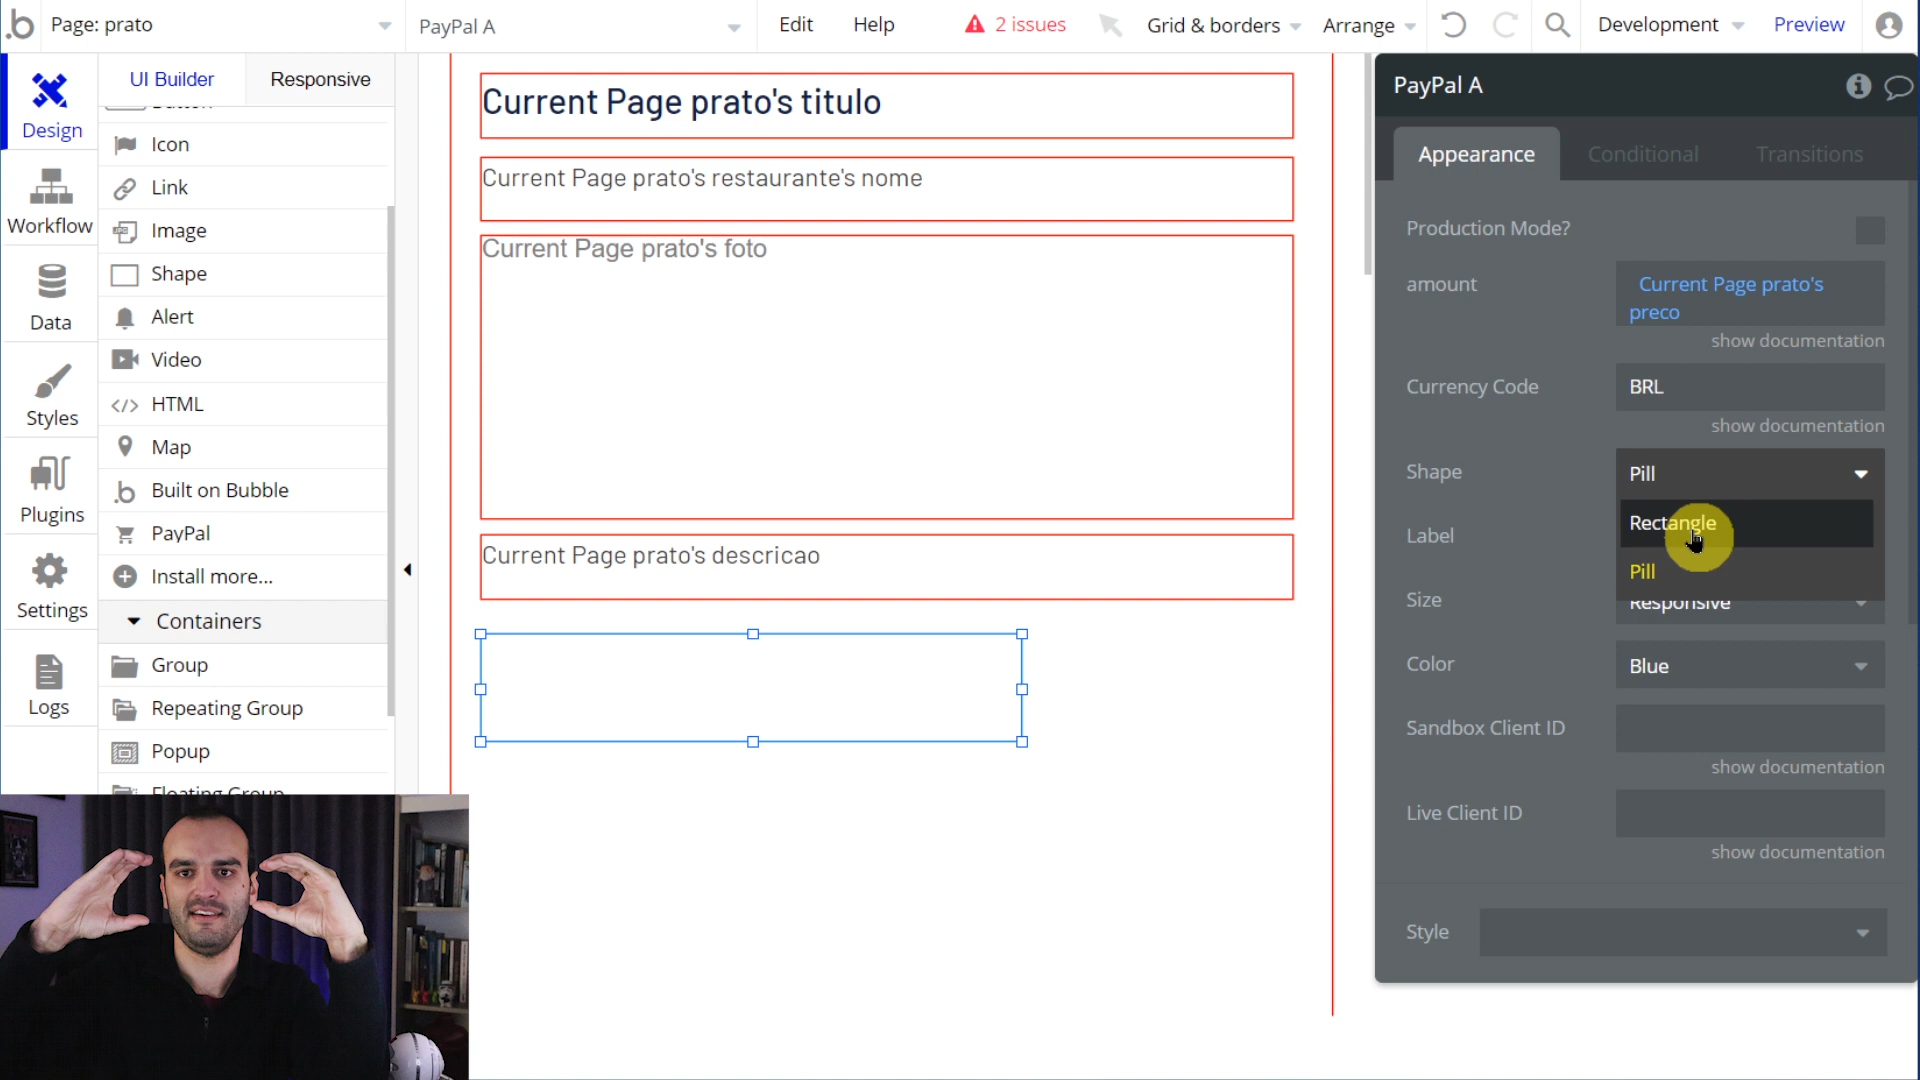 Page: prato
PayPal A
Edit
Help
2 issues
Grid & borders
Arrange
Development
Preview
Design
Workflow
Data
Styles
Plugins
Settings
Logs
UI Builder
Responsive
Button
Icon
Link
Image
Shape
Alert
Video
HTML
Map
Built on Bubble
PayPal
Install more...
Containers
Group
Repeating Group
Popup
Floating Group
Current Page prato's titulo
Current Page prato's restaurante's nome
Current Page prato's foto
Current Page prato's descricao
PayPal A
Appearance
Conditional
Transitions
Production Mode?
amount
Current Page prato's
preco
show documentation
Currency Code
BRL
show documentation
Shape
Pill
Rectangle
Pill
Label
Size
Responsive
Color
Blue
Sandbox Client ID
show documentation
Live Client ID
show documentation
Style